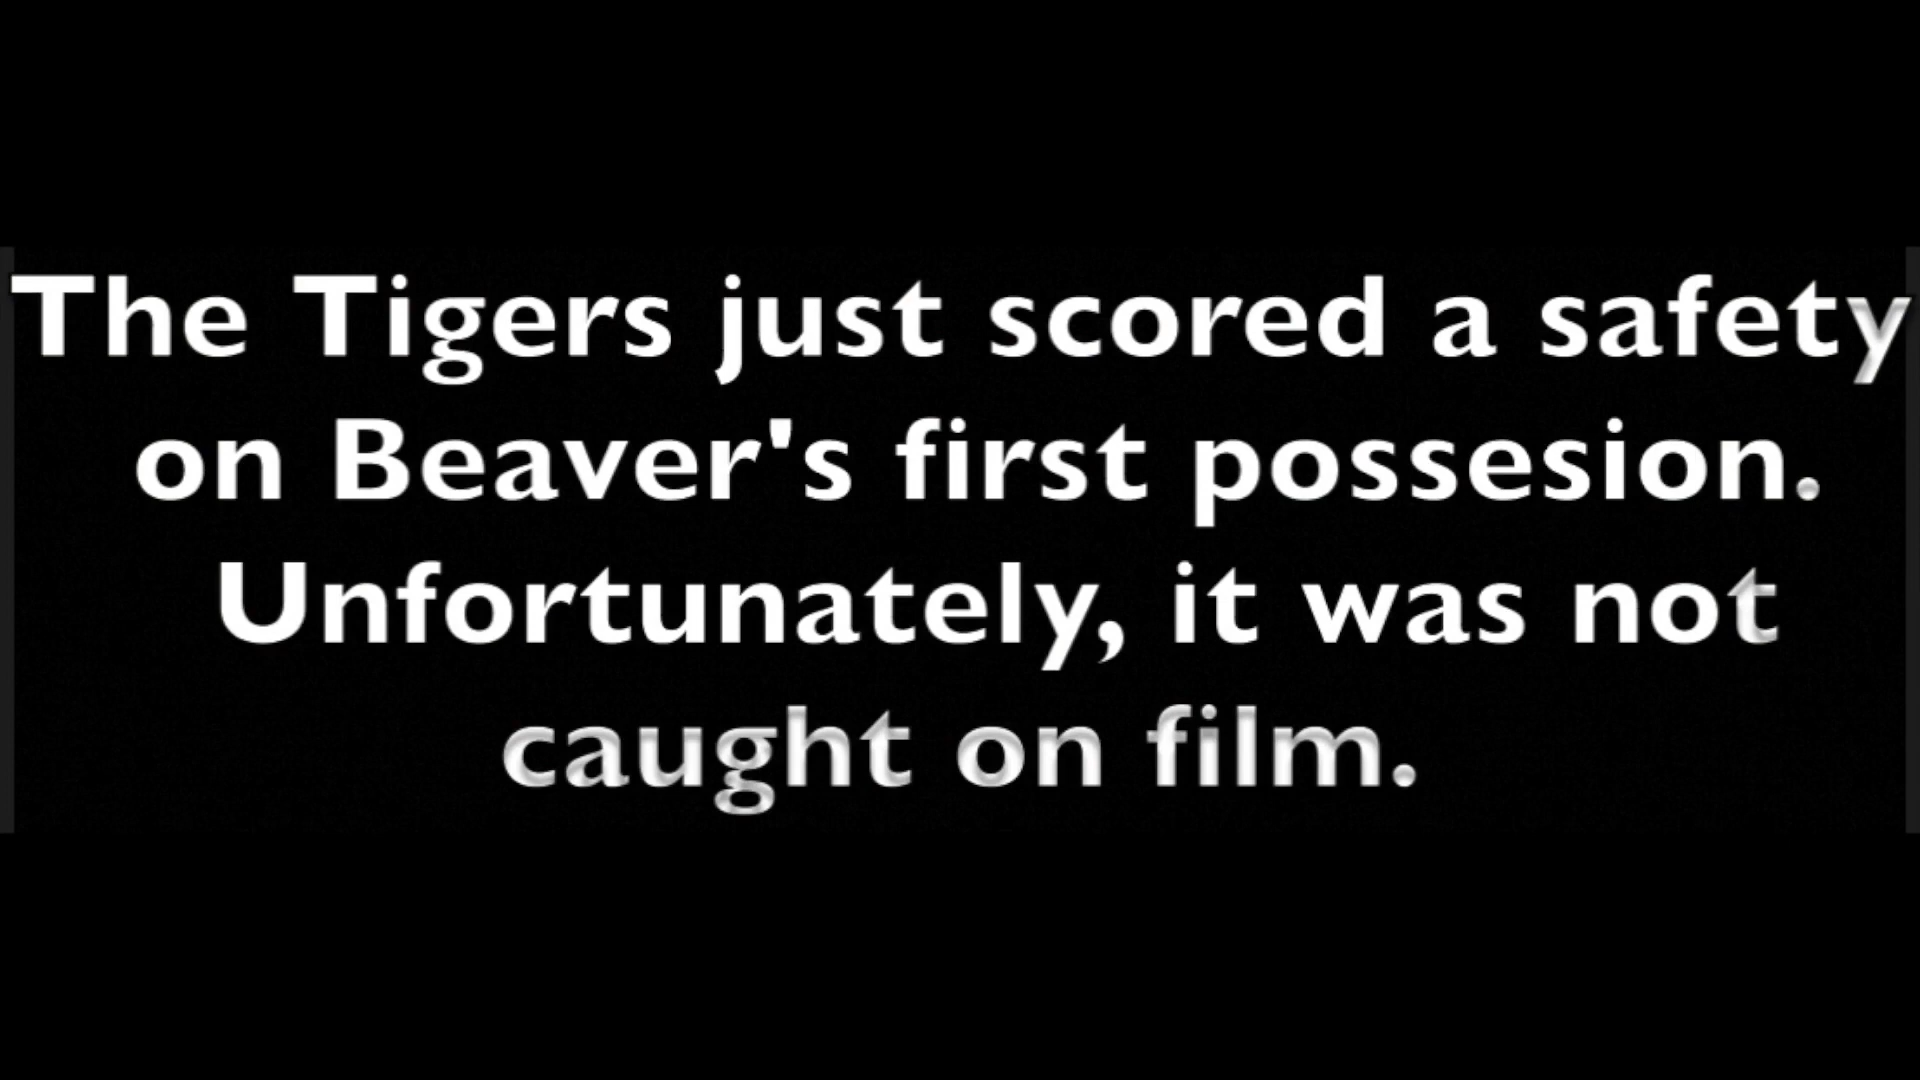 The Tigers just scored a safety
on Beaver's first possesion.
Unfortunately, it was not
caught on film.